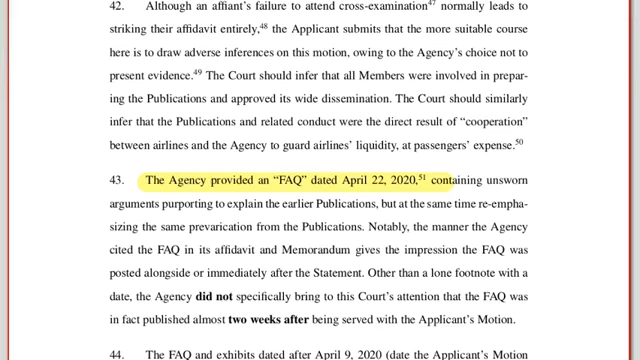 42. Although an affiant’s failure to attend cross-examination47 normally leads to
striking their affidavit entirely,48 the Applicant submits that the more suitable course
here is to draw adverse inferences on this motion, owing to the Agency’s choice not to
present evidence.49 The Court should infer that all Members were involved in prepar-
ing the Publications and approved its wide dissemination. The Court should similarly
infer that the Publications and related conduct were the direct result of “cooperation”
between airlines and the Agency to guard airlines’ liquidity, at passengers’ expense.50
43. The Agency provided an “FAQ” dated April 22, 2020,51 containing unsworn
arguments purporting to explain the earlier Publications, but at the same time re-empha-
sizing the same prevarication from the Publications. Notably, the manner the Agency
cited the FAQ in its affidavit and Memorandum gives the impression the FAQ was
posted alongside or immediately after the Statement. Other than a lone footnote with a
date, the Agency did not specifically bring to this Court’s attention that the FAQ was
in fact published almost two weeks after being served with the Applicant’s Motion.
44. The FAQ and exhibits dated after April 9, 2020 (date the Applicant’s Motion